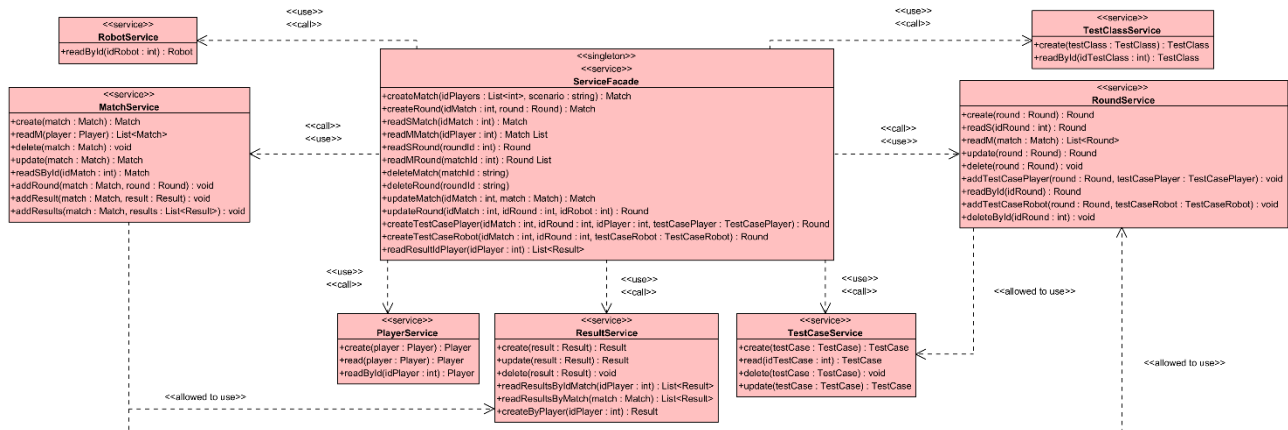 <<service>>
RobotService
+readById(idRobot : int) : Robot
<<use>>
<<call>>
<<use>>
<<call>>
<<service>>
TestClassService
+create(testClass : TestClass) : TestClass
+readById(idTestClass : int) : TestClass
<<singleton>>
<<service>>
ServiceFacade
+createMatch(idPlayers : List<int>, scenario : string) : Match
+createRound(idMatch : int, round : Round) : Match
+readSMatch(idMatch : int) : Match
+readMMatch(idPlayer : int) : Match List
+readSRound(roundId : int) : Round
+readMRound(matchId : int) : Round List
+deleteMatch(matchId : string)
+deleteRound(roundId : string)
+updateMatch(idMatch : int, match : Match) : Match
+updateRound(idMatch : int, idRound : int, idRobot : int) : Round
+createTestCasePlayer(idMatch : int, idRound : int, idPlayer : int, testCasePlayer : TestCasePlayer) : Round
+createTestCaseRobot(idMatch : int, idRound : int, testCaseRobot : TestCaseRobot) : Round
+readResultIdPlayer(idPlayer : int) : List<Result>
<<service>>
MatchService
+create(match : Match) : Match
+readM(player : Player) : List<Match>
+delete(match : Match) : void
+update(match : Match) : Match
+readSById(idMatch : int) : Match
+addRound(match : Match, round : Round) : void
+addResult(match : Match, result : Result) : void
+addResults(match : Match, results : List<Result>) : void
<<call>>
<<use>>
<<call>>
<<use>>
<<service>>
RoundService
+create(round : Round) : Round
+readS(idRound : int) : Round
+readM(match : Match) : List<Round>
+update(round : Round) : Round
+delete(round : Round) : void
+addTestCasePlayer(round : Round, testCasePlayer : TestCasePlayer) : void
+readById(idRound) : Round
+addTestCaseRobot(round : Round, testCaseRobot : TestCaseRobot) : void
+deleteById(idRound : int) : void
<<use>>
<<call>>
<<use>>
<<call>>
<<use>>
<<call>>
<<allowed to use>>
<<service>>
PlayerService
+create(player : Player) : Player
+read(player : Player) : Player
+readById(idPlayer : int) : Player
<<service>>
ResultService
+create(result : Result) : Result
+update(result : Result) : Result
+delete(result : Result) : void
+readResultsByIdMatch(idPlayer : int) : List<Result>
+readResultsByMatch(match : Match) : List<Result>
+createByPlayer(idPlayer : int) : Result
<<service>>
TestCaseService
+create(testCase : TestCase) : TestCase
+read(idTestCase : int) : TestCase
+delete(testCase : TestCase) : void
+update(testCase : TestCase) : TestCase
<<allowed to use>>
<<allowed to use>>